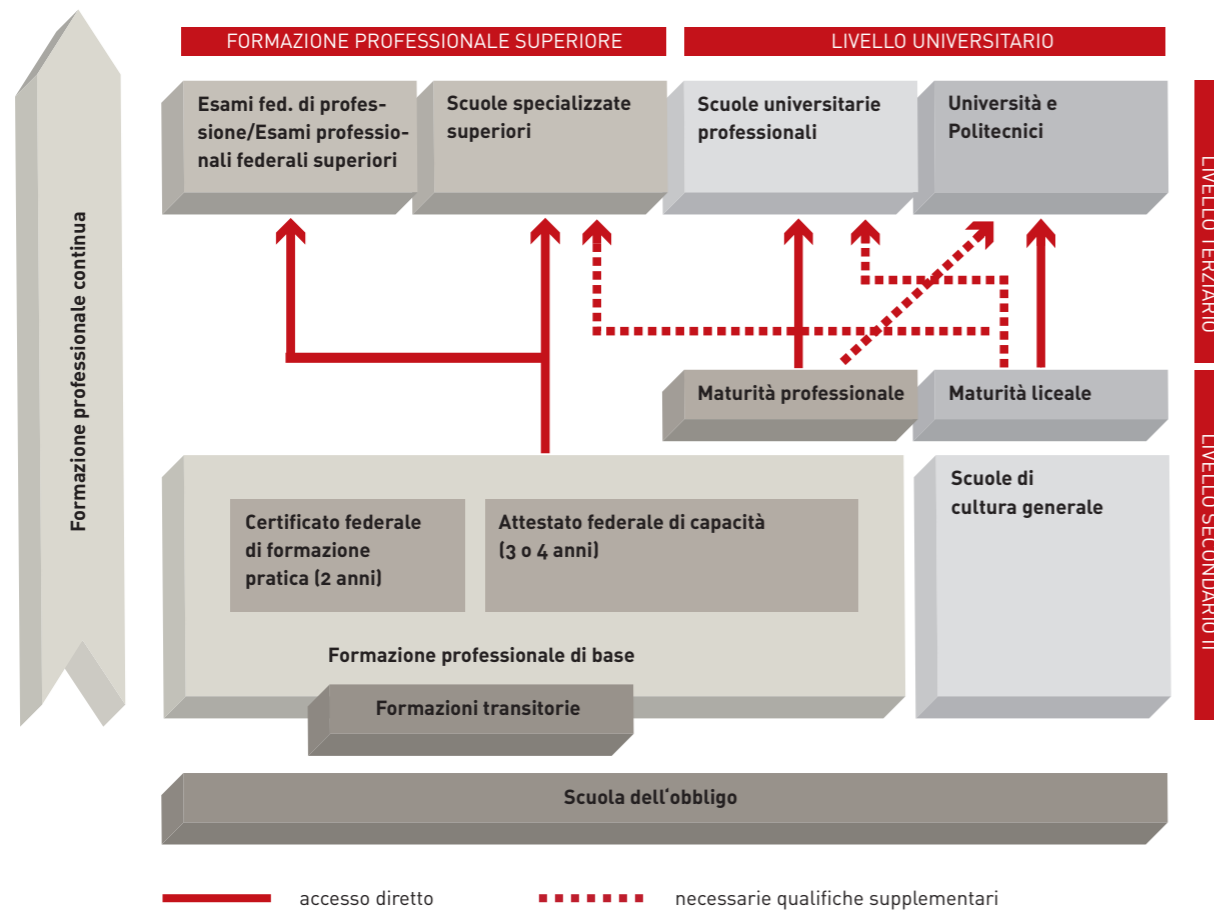 FORMAZIONE PROFESSIONALE SUPERIORE
LIVELLO UNIVERSITARIO
Esami fed. di profes-
sione/Esami professio-
nali federali superiori
Scuole specializzate
superiori
Scuole universitarie
professionali
Università e
Politecnici
LIVELLO TERZIARIO
Formazione professionale continua
Maturità professionale
Maturità liceale
LIVELLO SECONDARIO II
Certificato federale
di formazione
pratica (2 anni)
Attestato federale di capacità
(3 o 4 anni)
Scuole di
cultura generale
Formazione professionale di base
Formazioni transitorie
Scuola dell‘obbligo
accesso diretto
necessarie qualifiche supplementari